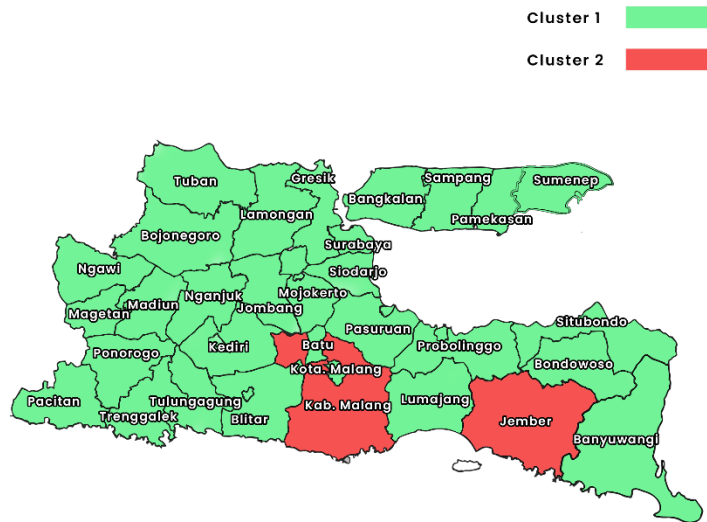 Cluster 1
Cluster 2
Tuban
Gresik
Lamongan
Bangkalan
Sampang
Sumenep
Pamekasan
Bojonegoro
Surabaya
Ngawi
Siodarjo
Magetan
Madiun
Nganjuk
Jombang
Mojokerto
Pasuruan
Probolinggo
Situbondo
Ponorogo
Kediri
Batu
Kota. Malang
Bondowoso
Pacitan
Trenggalek
Tulungagung
Blitar
Kab. Malang
Lumajang
Jember
Banyuwangi